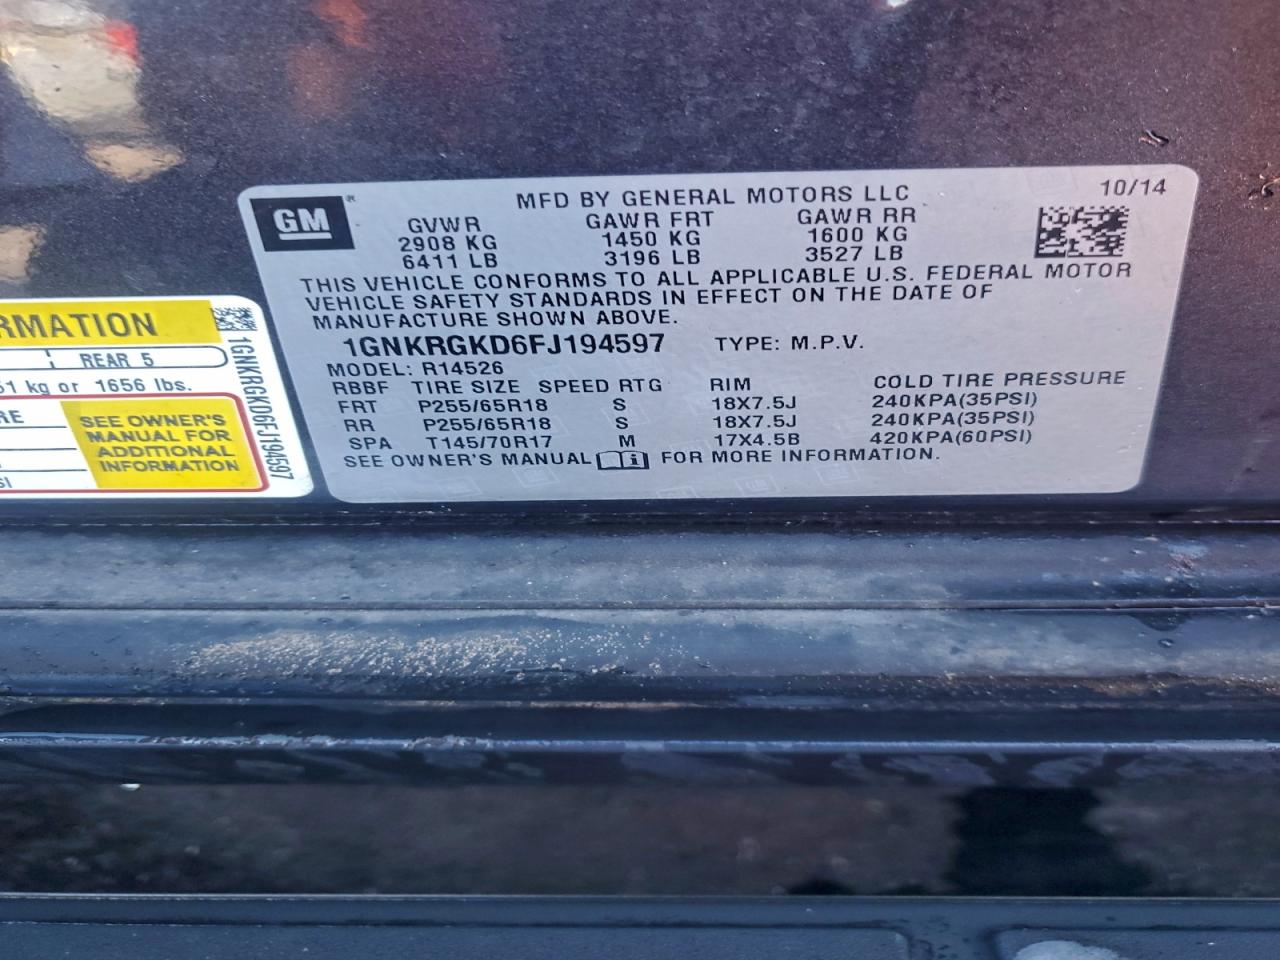 MFD BY GENERAL MOTORS LLC 10/14
GM®
GVWR GAWR FRT GAWR RR
2908 KG 1450 KG 1600 KG
6411 LB 3196 LB 3527 LB
THIS VEHICLE CONFORMS TO ALL APPLICABLE U.S. FEDERAL MOTOR
VEHICLE SAFETY STANDARDS IN EFFECT ON THE DATE OF
MANUFACTURE SHOWN ABOVE.
1GNKRGKD6FJ194597 TYPE: M.P.V.
MODEL: R14526
RBBF TIRE SIZE SPEED RTG RIM COLD TIRE PRESSURE
FRT P255/65R18 S 18X7.5J 240KPA(35PSI)
RR P255/65R18 S 18X7.5J 240KPA(35PSI)
SPA T145/70R17 M 17X4.5B 420KPA(60PSI)
SEE OWNER'S MANUAL FOR MORE INFORMATION.
RMATION
REAR 5
51 kg or 1656 lbs.
RE
SEE OWNER'S
MANUAL FOR
ADDITIONAL
INFORMATION
SI
1GNKRGKD6FJ194597